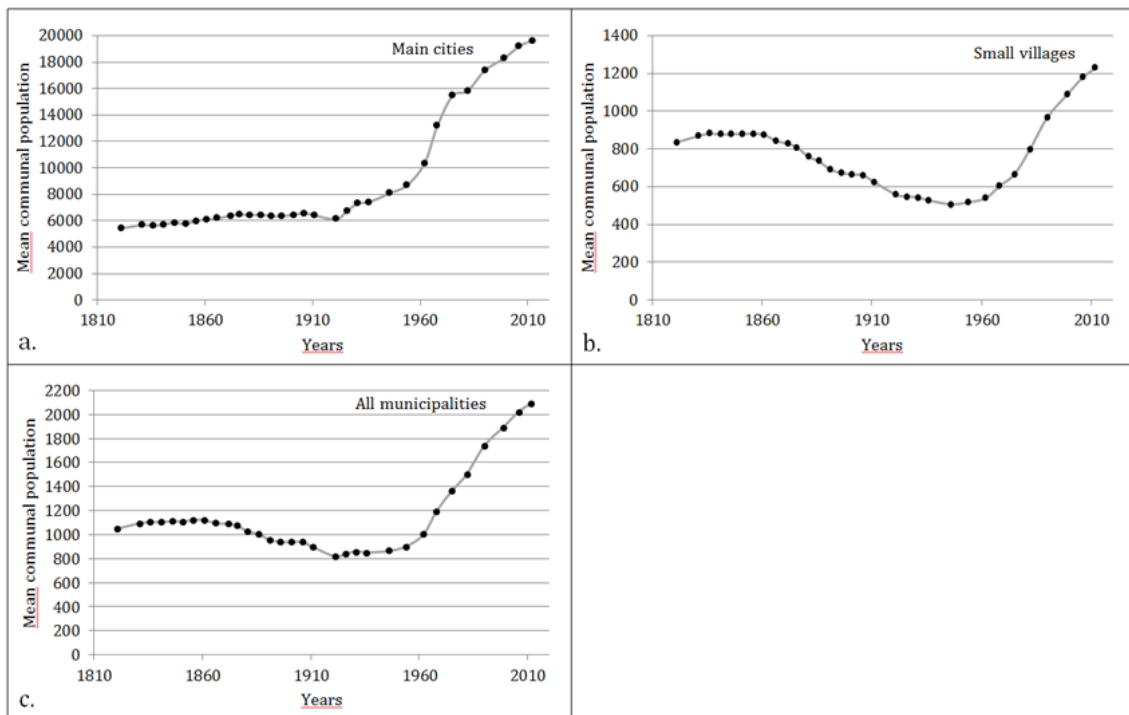 20000
18000
16000
14000
12000
10000
8000
6000
4000
2000
0
Mean communal population
Main cities
1810 1860 1910 1960 2010
Years
a.
1400
1200
1000
800
600
400
200
0
Mean communal population
Small villages
1810 1860 1910 1960 2010
Years
b.
2200
2000
1800
1600
1400
1200
1000
800
600
400
200
0
Mean communal population
All municipalities
1810 1860 1910 1960 2010
Years
c.